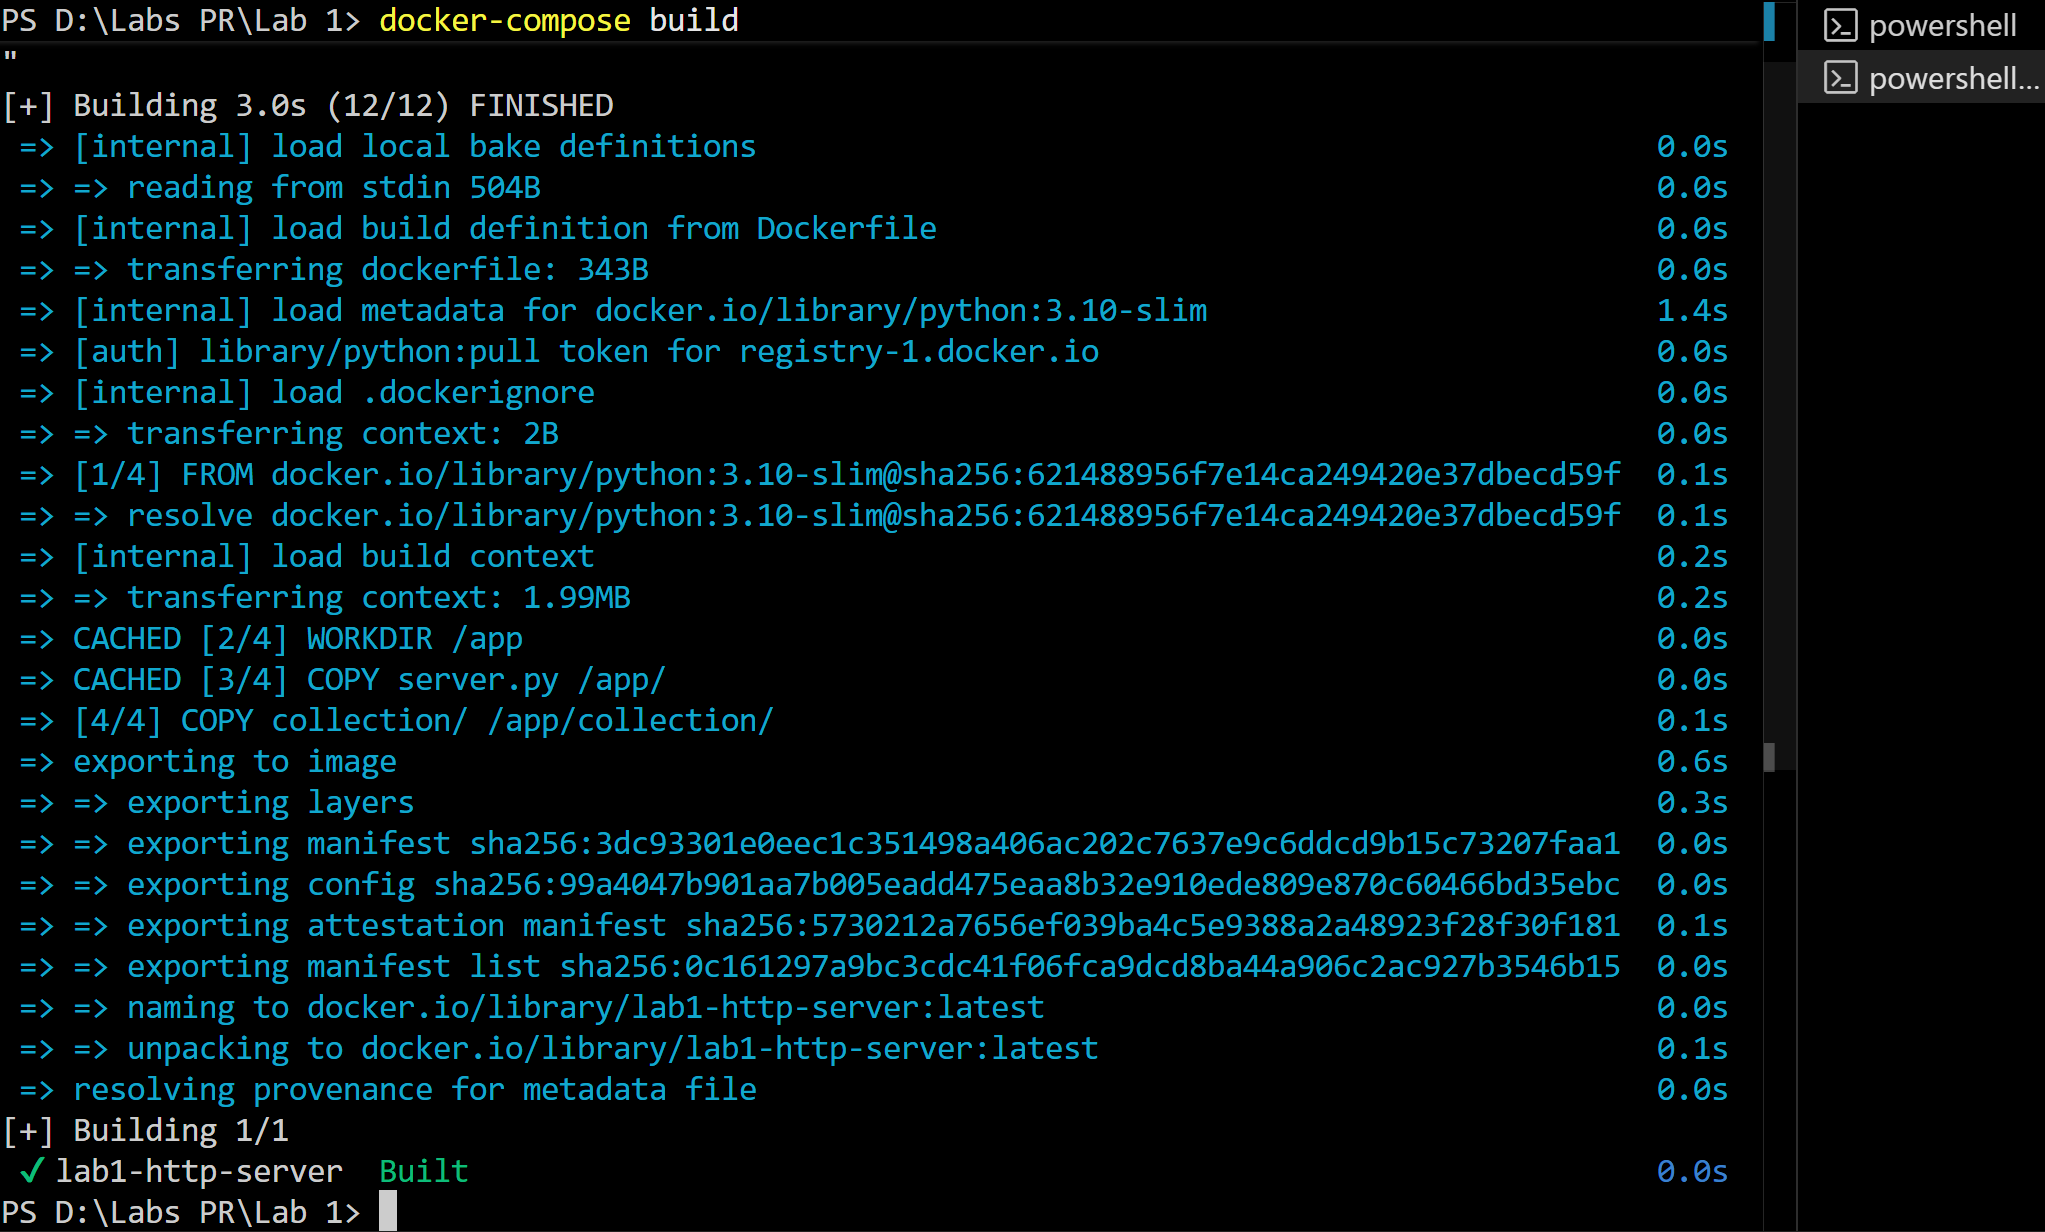 PS D:\Labs PR\Lab 1> docker-compose build
"
[+] Building 3.0s (12/12) FINISHED
=> [internal] load local bake definitions 0.0s
=> => reading from stdin 504B 0.0s
=> [internal] load build definition from Dockerfile 0.0s
=> => transferring dockerfile: 343B 0.0s
=> [internal] load metadata for docker.io/library/python:3.10-slim 1.4s
=> [auth] library/python:pull token for registry-1.docker.io 0.0s
=> [internal] load .dockerignore 0.0s
=> => transferring context: 2B 0.0s
=> [1/4] FROM docker.io/library/python:3.10-slim@sha256:621488956f7e14ca249420e37dbecd59f 0.1s
=> => resolve docker.io/library/python:3.10-slim@sha256:621488956f7e14ca249420e37dbecd59f 0.1s
=> [internal] load build context 0.2s
=> => transferring context: 1.99MB 0.2s
=> CACHED [2/4] WORKDIR /app 0.0s
=> CACHED [3/4] COPY server.py /app/ 0.0s
=> [4/4] COPY collection/ /app/collection/ 0.1s
=> exporting to image 0.6s
=> => exporting layers 0.3s
=> => exporting manifest sha256:3dc93301e0eec1c351498a406ac202c7637e9c6ddcd9b15c73207faa1 0.0s
=> => exporting config sha256:99a4047b901aa7b005eadd475eaa8b32e910ede809e870c60466bd35ebc 0.0s
=> => exporting attestation manifest sha256:5730212a7656ef039ba4c5e9388a2a48923f28f30f181 0.1s
=> => exporting manifest list sha256:0c161297a9bc3cdc41f06fca9dcd8ba44a906c2ac927b3546b15 0.0s
=> => naming to docker.io/library/lab1-http-server:latest 0.0s
=> => unpacking to docker.io/library/lab1-http-server:latest 0.1s
=> resolving provenance for metadata file 0.0s
[+] Building 1/1
✓ lab1-http-server Built 0.0s
PS D:\Labs PR\Lab 1>
powershell
powershell...